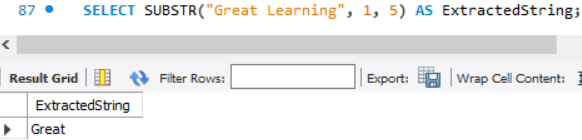 87 SELECT SUBSTR("Great Learning", 1, 5) AS ExtractedString;
Result Grid Filter Rows: Export: Wrap Cell Content:
ExtractedString
Great